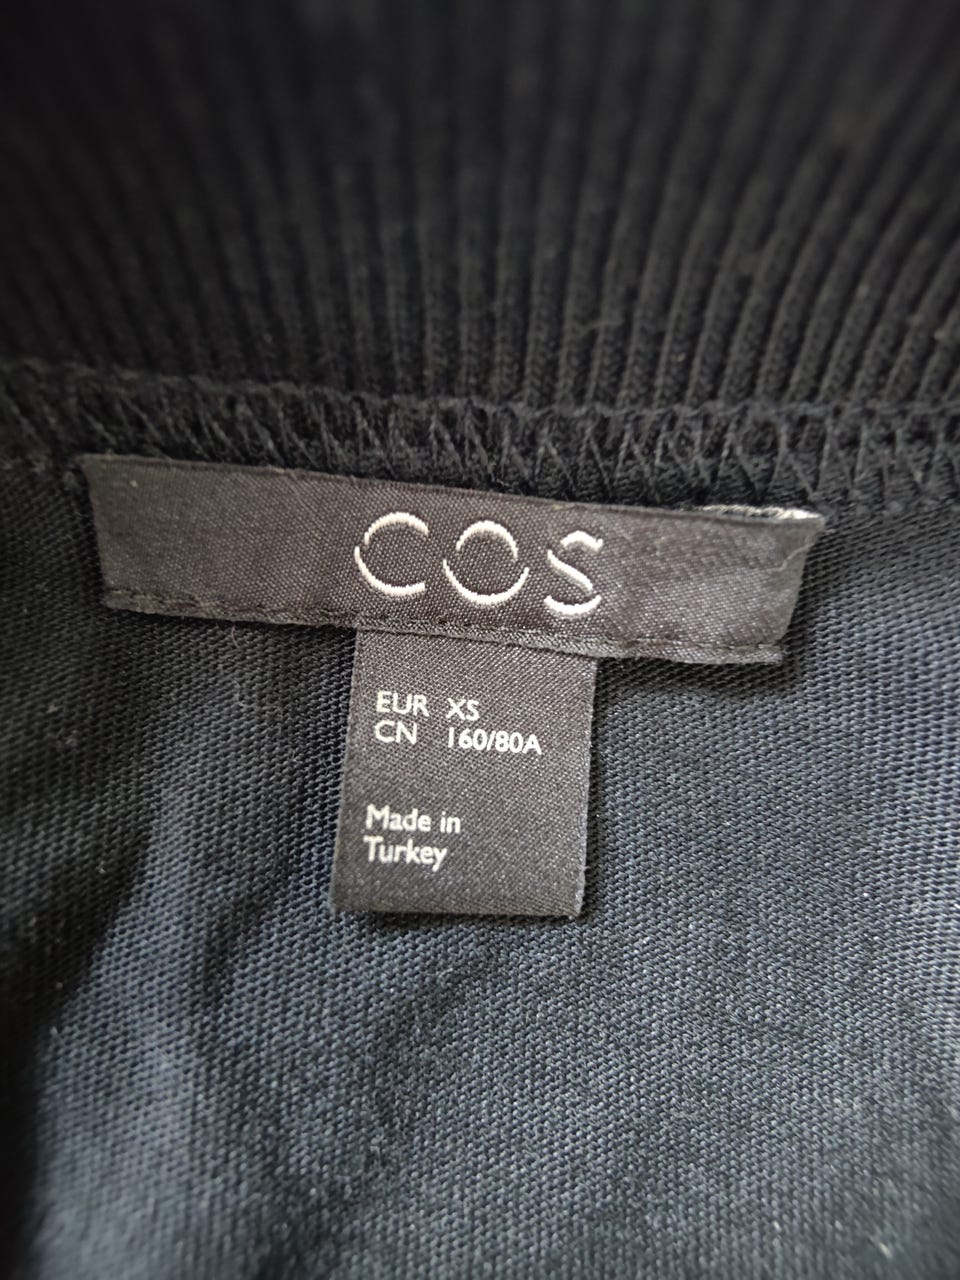 COS
EUR XS
CN 160/80A
Made in
Turkey